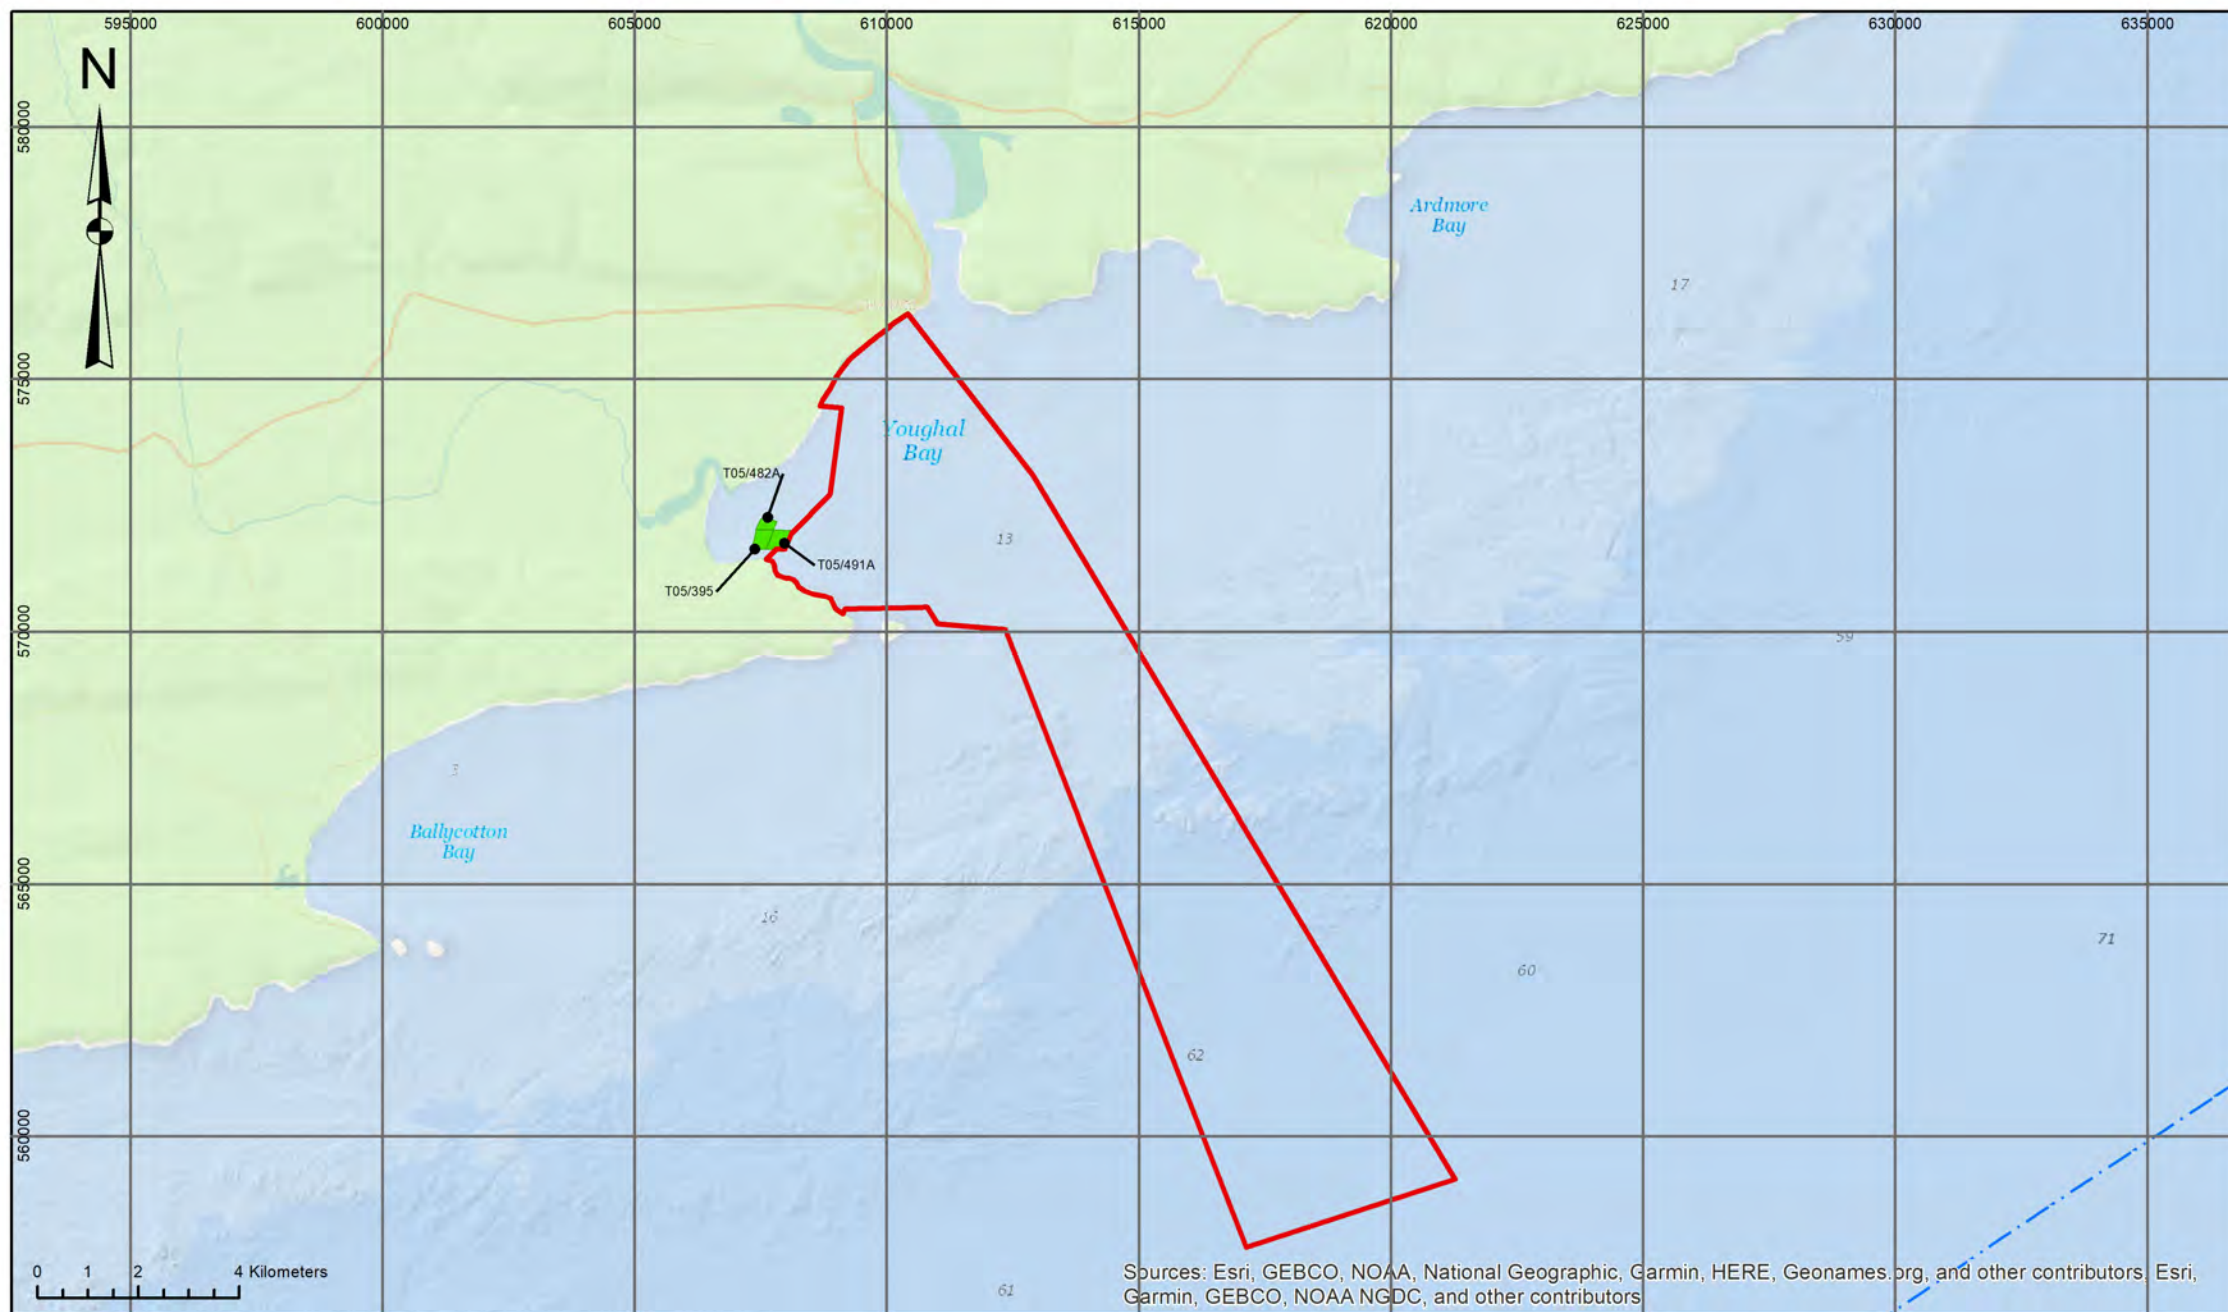 595000 600000 605000 610000 615000 620000 625000 630000 635000
N
580000
Ardmore
Bay
17
575000
Youghal
Bay
T05/482A
13
T05/491A
T05/395
570000
59
3
Ballycotton
Bay
565000
16
71
60
62
560000
0 1 2 4 Kilometers
61
Sources: Esri, GEBCO, NOAA, National Geographic, Garmin, HERE, Geonames.org, and other contributors, Esri,
Garmin, GEBCO, NOAA NGDC, and other contributors